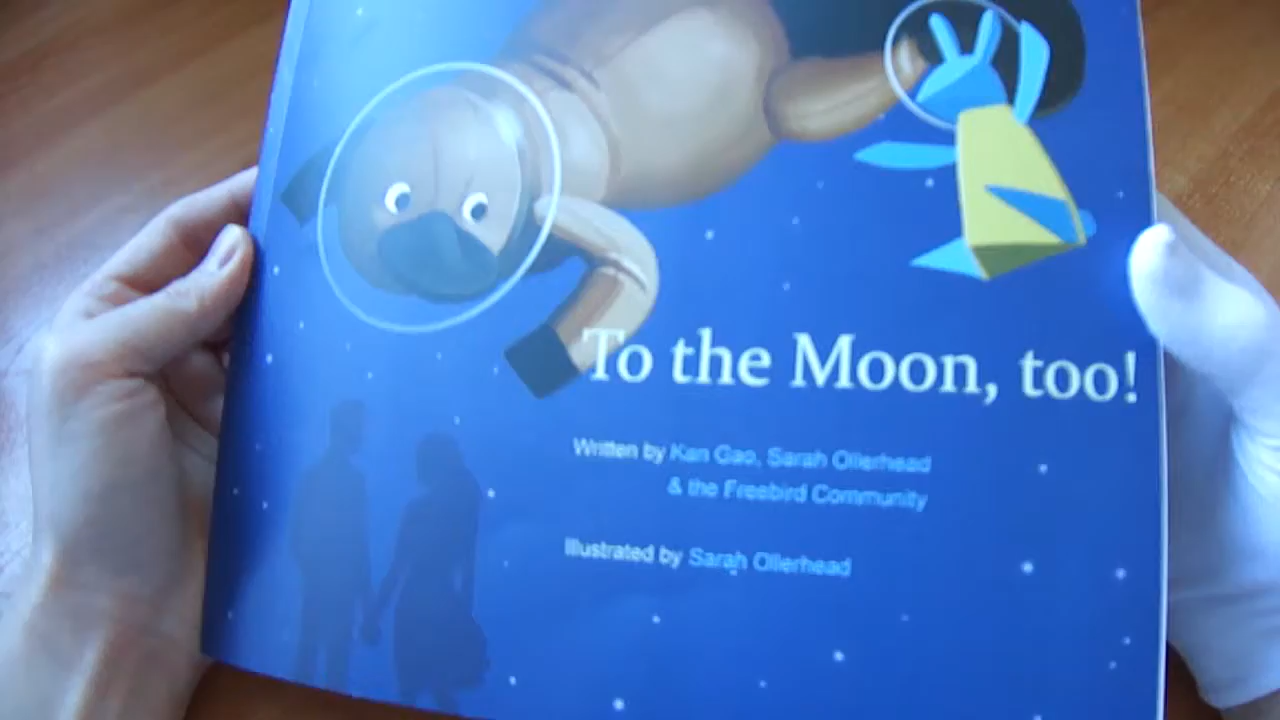 To the Moon, too!
Written by Kan Gao, Sarah Ollerhead
& the Freebird Community
Illustrated by Sarah Ollerhead